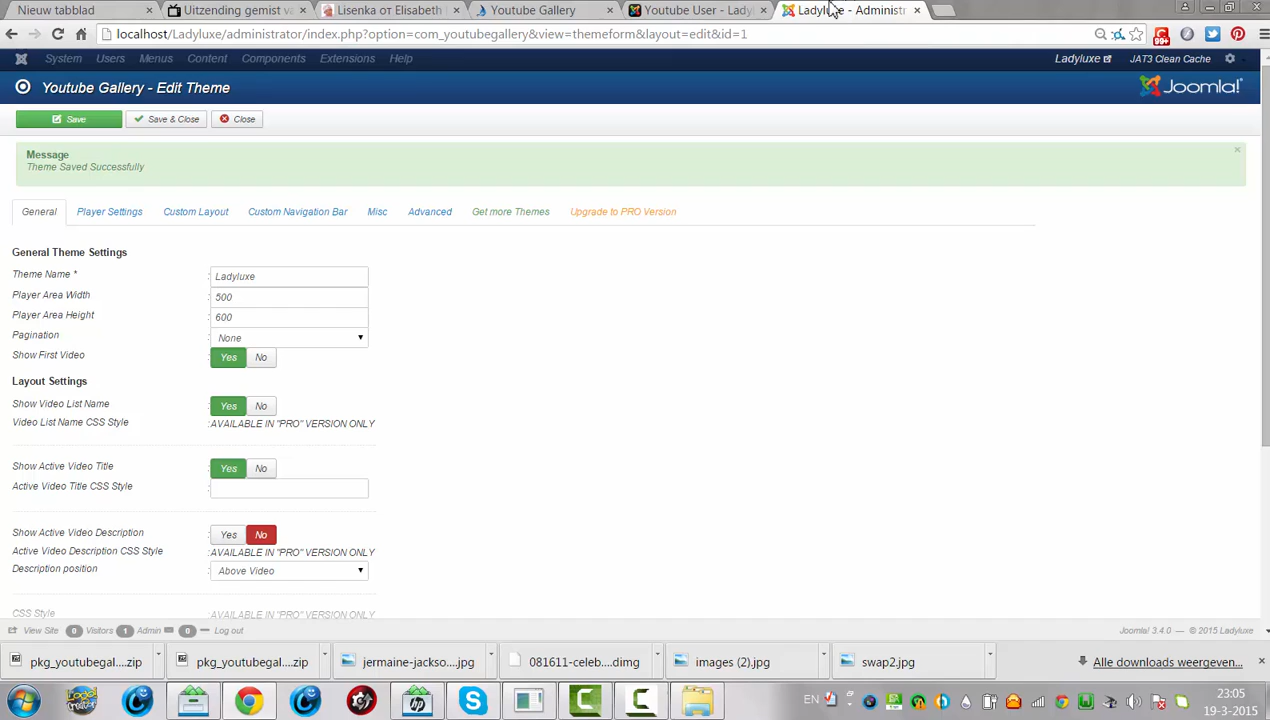 Nieuw tabblad
Uitzending gemist va
Lisenka от Elisabeth I
Youtube Gallery
Youtube User - Lady
Ladyluxe - Administr
localhost/Ladyluxe/administrator/index.php?option=com_youtubegallery&view=themeform&layout=edit&id=1
99+
System Users Menus Content Components Extensions Help
Ladyluxe JAT3 Clean Cache
Youtube Gallery - Edit Theme
Joomla!®
Save Save & Close Close
Message
Theme Saved Successfully
×
General Player Settings Custom Layout Custom Navigation Bar Misc Advanced Get more Themes Upgrade to PRO Version
General Theme Settings
Theme Name * : Ladyluxe
Player Area Width : 500
Player Area Height : 600
Pagination : None
Show First Video : Yes No
Layout Settings
Show Video List Name : Yes No
Video List Name CSS Style :AVAILABLE IN "PRO" VERSION ONLY
Show Active Video Title : Yes No
Active Video Title CSS Style :
Show Active Video Description : Yes No
Active Video Description CSS Style :AVAILABLE IN "PRO" VERSION ONLY
Description position : Above Video
CSS Style :AVAILABLE IN "PRO" VERSION ONLY
View Site 0 Visitors 1 Admin 0 Log out
Joomla! 3.4.0 — © 2015 Ladyluxe
pkg_youtubegal....zip
pkg_youtubegal....zip
jermaine-jackso....jpg
081611-celeb....dimg
images (2).jpg
swap2.jpg
Alle downloads weergeven...
EN
23:05
19-3-2015